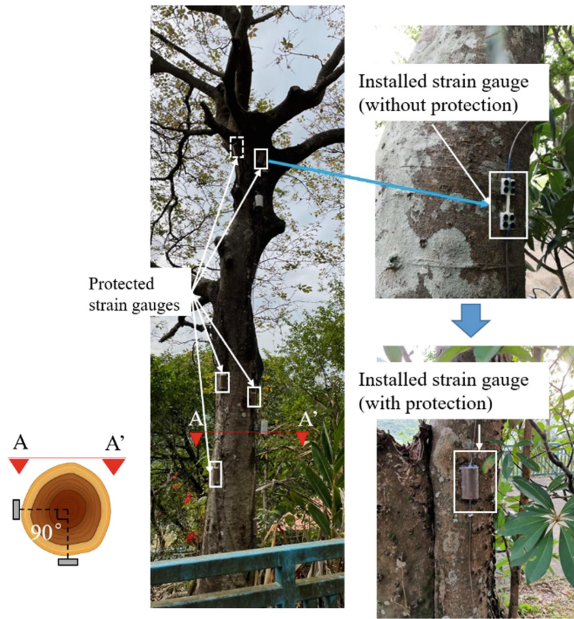 Installed strain gauge
(without protection)
Protected
strain gauges
Installed strain gauge
(with protection)
A
A'
A
A'
90°